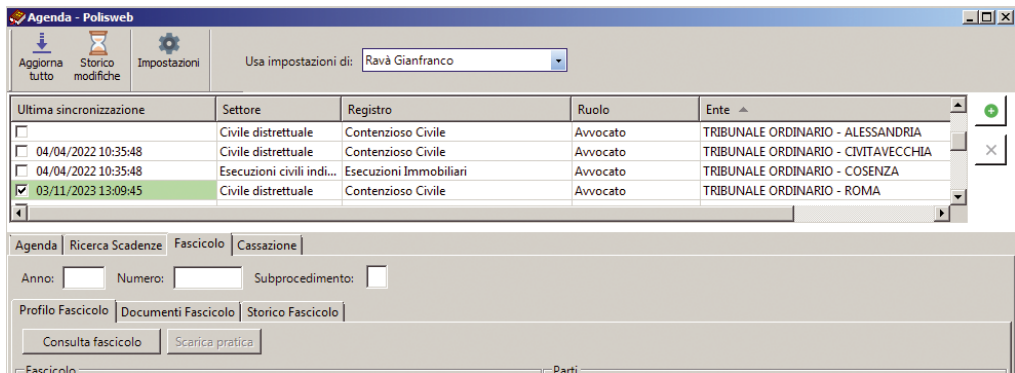 Agenda - Polisweb
Aggiorna tutto Storico modifiche Impostazioni Usa impostazioni di: Ravà Gianfranco
Ultima sincronizzazione Settore Registro Ruolo Ente
Civile distrettuale Contenzioso Civile Avvocato TRIBUNALE ORDINARIO - ALESSANDRIA
04/04/2022 10:35:48 Civile distrettuale Contenzioso Civile Avvocato TRIBUNALE ORDINARIO - CIVITAVECCHIA
04/04/2022 10:35:48 Esecuzioni civili indi... Esecuzioni Immobiliari Avvocato TRIBUNALE ORDINARIO - COSENZA
03/11/2023 13:09:45 Civile distrettuale Contenzioso Civile Avvocato TRIBUNALE ORDINARIO - ROMA
Agenda Ricerca Scadenze Fascicolo Cassazione
Anno: Numero: Subprocedimento:
Profilo Fascicolo Documenti Fascicolo Storico Fascicolo
Consulta fascicolo Scarica pratica
Fascicolo Parti